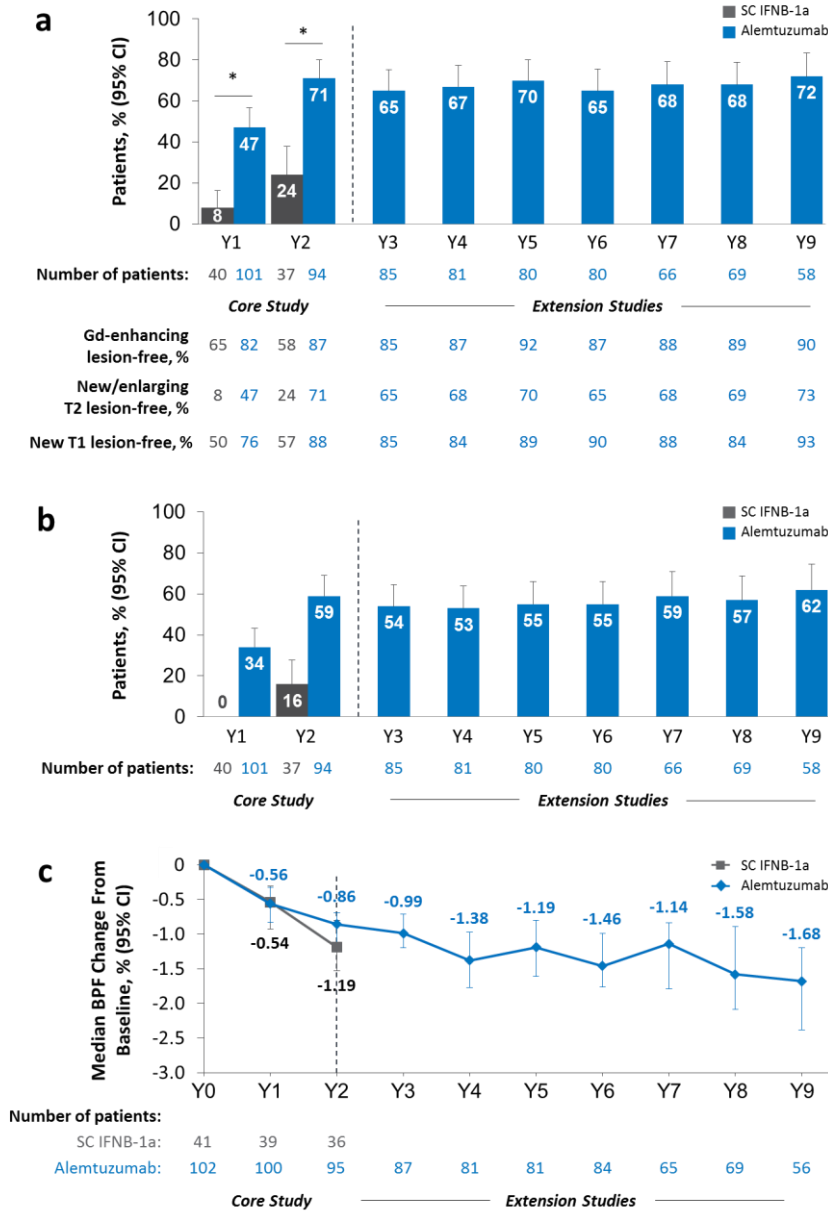 a
SC IFNB-1a
Alemtuzumab
Patients, % (95% CI)
100
80
60
40
20
0
*
*
8
47
24
71
65
67
70
65
68
68
72
Y1 Y2 Y3 Y4 Y5 Y6 Y7 Y8 Y9
Number of patients: 40 101 37 94 85 81 80 80 66 69 58
Core Study Extension Studies
Gd-enhancing
lesion-free, % 65 82 58 87 85 87 92 87 88 89 90
New/enlarging
T2 lesion-free, % 8 47 24 71 65 68 70 65 68 69 73
New T1 lesion-free, % 50 76 57 88 85 84 89 90 88 84 93
b
SC IFNB-1a
Alemtuzumab
Patients, % (95% CI)
100
80
60
40
20
0
0
34
16
59
54
53
55
55
59
57
62
Y1 Y2 Y3 Y4 Y5 Y6 Y7 Y8 Y9
Number of patients: 40 101 37 94 85 81 80 80 66 69 58
Core Study Extension Studies
c
SC IFNB-1a
Alemtuzumab
Median BPF Change From
Baseline, % (95% CI)
0
-0.5
-1.0
-1.5
-2.0
-2.5
-3.0
-0.56
-0.86
-0.99
-1.38
-1.19
-1.46
-1.14
-1.58
-1.68
-0.54
-1.19
Y0 Y1 Y2 Y3 Y4 Y5 Y6 Y7 Y8 Y9
Number of patients:
SC IFNB-1a: 41 39 36
Alemtuzumab: 102 100 95 87 81 81 84 65 69 56
Core Study Extension Studies